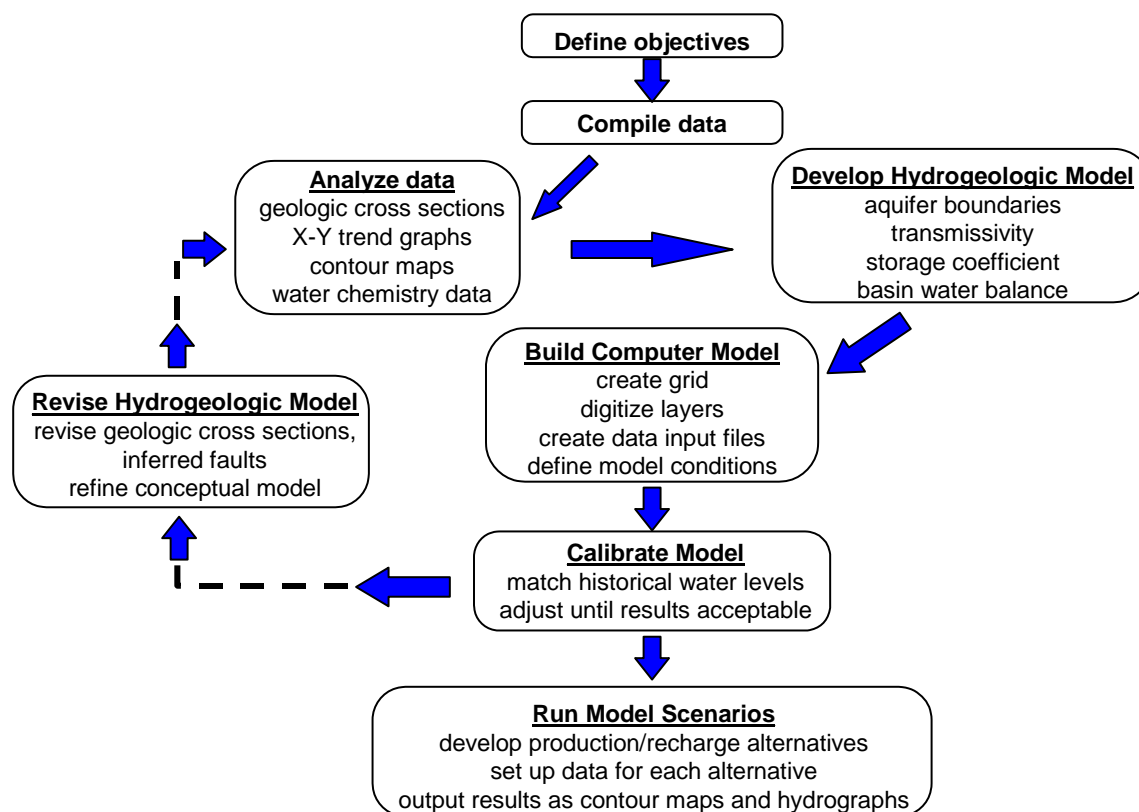 Define objectives
Compile data
Analyze data
geologic cross sections
X-Y trend graphs
contour maps
water chemistry data
Develop Hydrogeologic Model
aquifer boundaries
transmissivity
storage coefficient
basin water balance
Build Computer Model
create grid
digitize layers
create data input files
define model conditions
Revise Hydrogeologic Model
revise geologic cross sections,
inferred faults
refine conceptual model
Calibrate Model
match historical water levels
adjust until results acceptable
Run Model Scenarios
develop production/recharge alternatives
set up data for each alternative
output results as contour maps and hydrographs